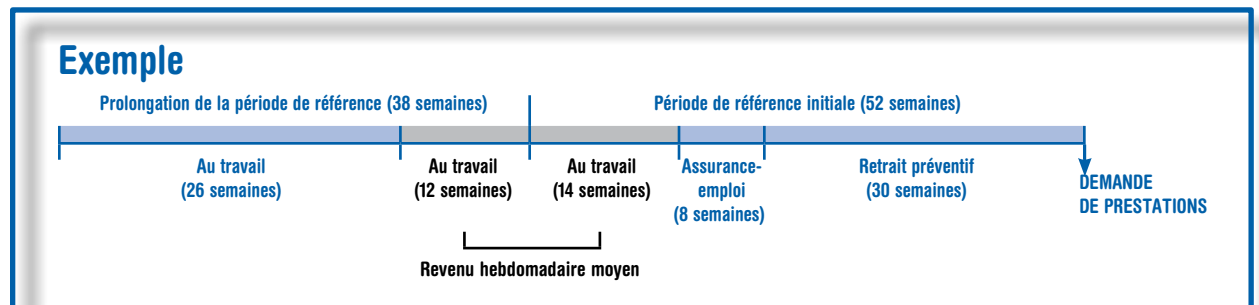 Exemple
Prolongation de la période de référence (38 semaines)
Période de référence initiale (52 semaines)
Au travail
(26 semaines)
Au travail
(12 semaines)
Au travail
(14 semaines)
Assurance-
emploi
(8 semaines)
Retrait préventif
(30 semaines)
DEMANDE
DE PRESTATIONS
Revenu hebdomadaire moyen